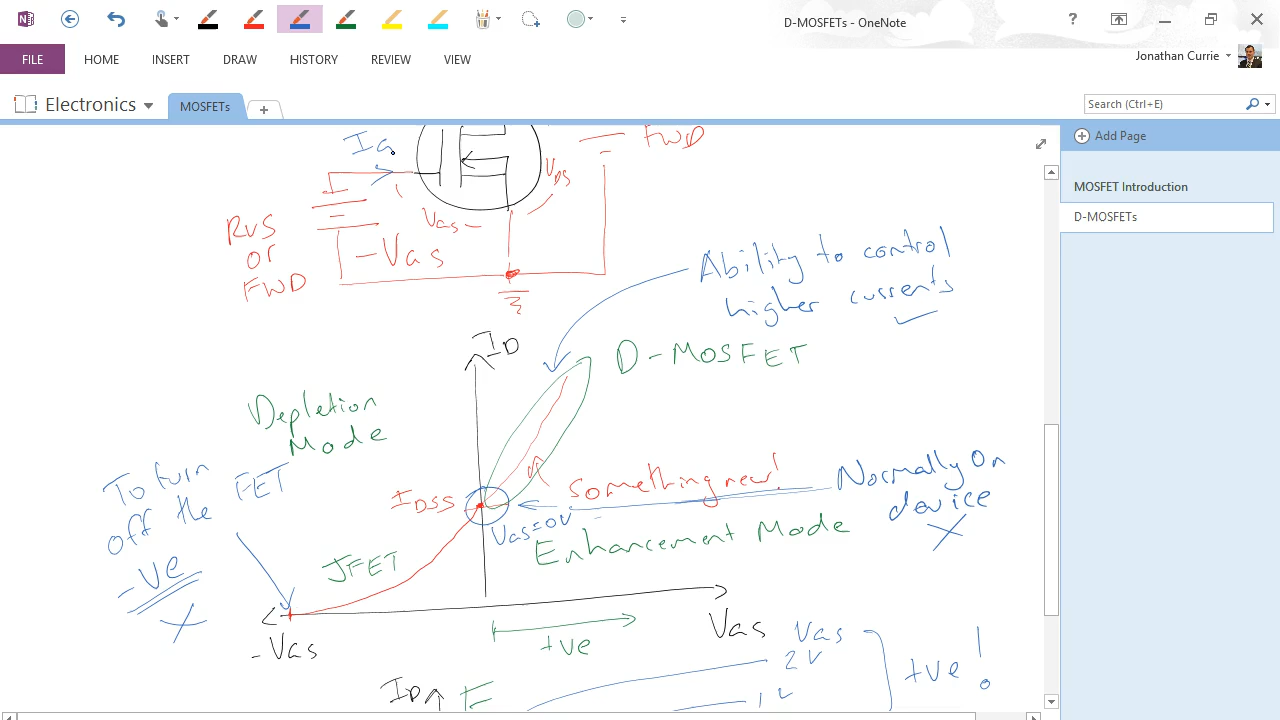 D-MOSFETs - OneNote
?
Jonathan Currie
FILE
HOME
INSERT
DRAW
HISTORY
REVIEW
VIEW
Electronics
MOSFETs
Search (Ctrl+E)
Add Page
MOSFET Introduction
D-MOSFETs
IG
FWD
VDS
VGS -
RVS
or
FWD
-VGS
Ability to control
higher currents
ID
D-MOSFET
Depletion
Mode
To turn
off the
FET
-ve
IDSS
Something new!
Normally On
device
VGS=0V
Enhancement Mode
JFET
-VGS
VGS
+ve
VGS
2V
1V
+ve !
ID
E